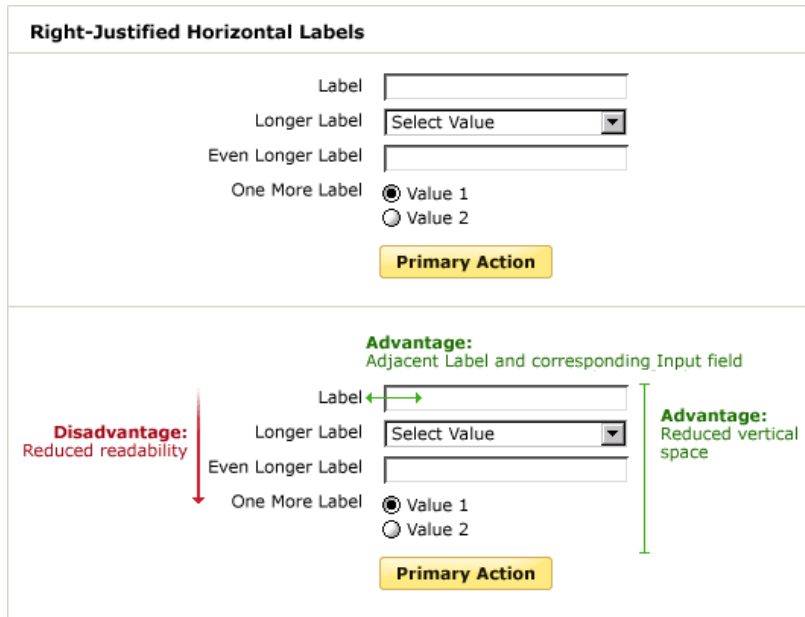 Right-Justified Horizontal Labels
Label
Longer Label Select Value
Even Longer Label
One More Label Value 1
Value 2
Primary Action
Advantage:
Adjacent Label and corresponding Input field
Label
Disadvantage:
Reduced readability
Longer Label Select Value
Advantage:
Reduced vertical
space
Even Longer Label
One More Label Value 1
Value 2
Primary Action